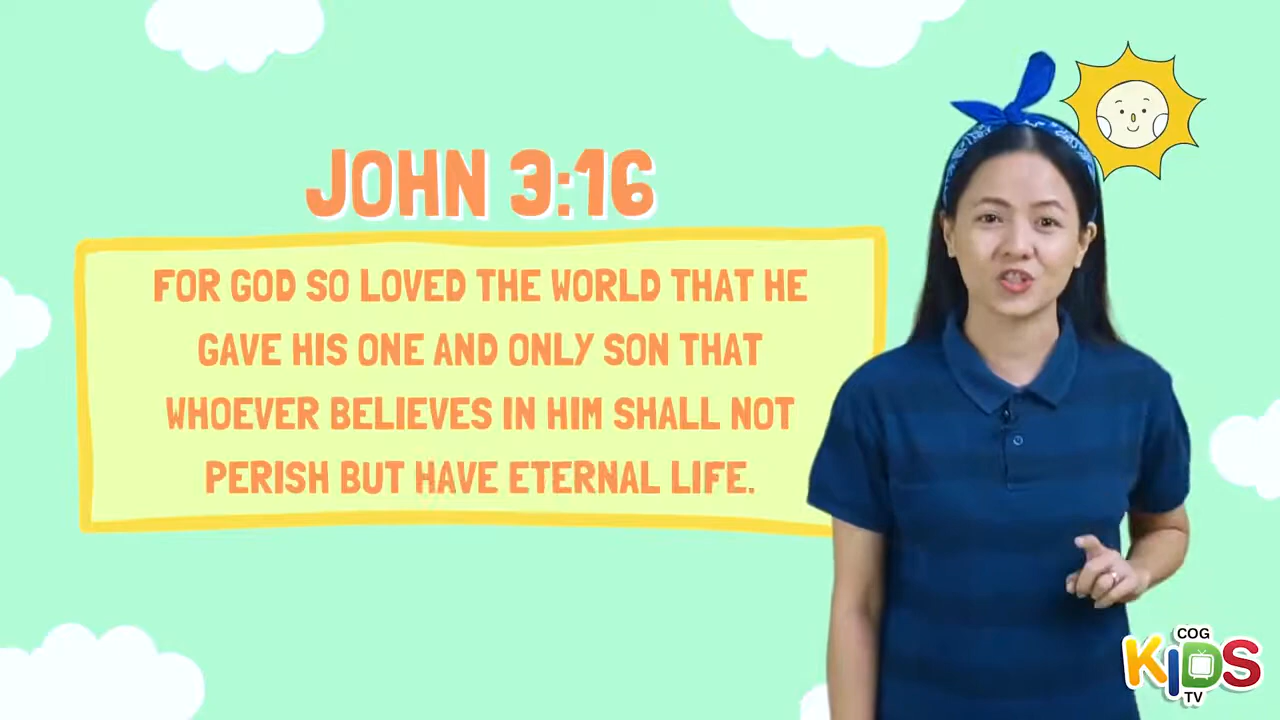 JOHN 3:16
FOR GOD SO LOVED THE WORLD THAT HE
GAVE HIS ONE AND ONLY SON THAT
WHOEVER BELIEVES IN HIM SHALL NOT
PERISH BUT HAVE ETERNAL LIFE.
COG
KIDS
TV